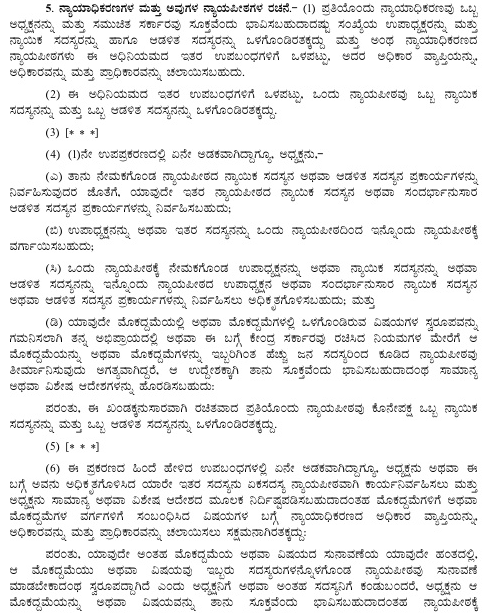 5. ನ್ಯಾಯಾಧಿಕರಣಗಳ ಮತ್ತು ಅವುಗಳ ನ್ಯಾಯಪೀಠಗಳ ರಚನೆ.- (1) ಪ್ರತಿಯೊಂದು ನ್ಯಾಯಾಧಿಕರಣವು ಒಬ್ಬ
ಅಧ್ಯಕ್ಷನನ್ನು ಮತ್ತು ಸಮುಚಿತ ಸರ್ಕಾರವು ಸೂಕ್ತವೆಂದು ಭಾವಿಸಬಹುದಾದಷ್ಟು ಸಂಖ್ಯೆಯ ಉಪಾಧ್ಯಕ್ಷರನ್ನು ಮತ್ತು
ನ್ಯಾಯಿಕ ಸದಸ್ಯರನ್ನು ಹಾಗೂ ಆಡಳಿತ ಸದಸ್ಯರನ್ನು ಒಳಗೊಂಡಿರತಕ್ಕದ್ದು ಮತ್ತು ಅಂಥ ನ್ಯಾಯಾಧಿಕರಣದ
ನ್ಯಾಯಪೀಠಗಳು ಈ ಅಧಿನಿಯಮದ ಇತರ ಉಪಬಂಧಗಳಿಗೆ ಒಳಪಟ್ಟು, ಅದರ ಅಧಿಕಾರ ವ್ಯಾಪ್ತಿಯನ್ನು,
ಅಧಿಕಾರವನ್ನು ಮತ್ತು ಪ್ರಾಧಿಕಾರವನ್ನು ಚಲಾಯಿಸಬಹುದು.
(2) ಈ ಅಧಿನಿಯಮದ ಇತರ ಉಪಬಂಧಗಳಿಗೆ ಒಳಪಟ್ಟು, ಒಂದು ನ್ಯಾಯಪೀಠವು ಒಬ್ಬ ನ್ಯಾಯಿಕ
ಸದಸ್ಯನನ್ನು ಮತ್ತು ಒಬ್ಬ ಆಡಳಿತ ಸದಸ್ಯನನ್ನು ಒಳಗೊಂಡಿರತಕ್ಕದ್ದು.
(3) [* * *]
(4) (1)ನೇ ಉಪಪ್ರಕರಣದಲ್ಲಿ ಏನೇ ಅಡಕವಾಗಿದ್ದಾಗ್ಯೂ, ಅಧ್ಯಕ್ಷನು,-
(ಎ) ತಾನು ನೇಮಕಗೊಂಡ ನ್ಯಾಯಪೀಠದ ನ್ಯಾಯಿಕ ಸದಸ್ಯನ ಅಥವಾ ಆಡಳಿತ ಸದಸ್ಯನ ಪ್ರಕಾರ್ಯಗಳನ್ನು
ನಿರ್ವಹಿಸುವುದರ ಜೊತೆಗೆ, ಯಾವುದೇ ಇತರ ನ್ಯಾಯಪೀಠದ ನ್ಯಾಯಿಕ ಸದಸ್ಯನ ಅಥವಾ ಸಂದರ್ಭಾನುಸಾರ
ಆಡಳಿತ ಸದಸ್ಯನ ಪ್ರಕಾರ್ಯಗಳನ್ನು ನಿರ್ವಹಿಸಬಹುದು;
(ಬಿ) ಉಪಾಧ್ಯಕ್ಷನನ್ನು ಅಥವಾ ಇತರ ಸದಸ್ಯನನ್ನು ಒಂದು ನ್ಯಾಯಪೀಠದಿಂದ ಇನ್ನೊಂದು ನ್ಯಾಯಪೀಠಕ್ಕೆ
ವರ್ಗಾಯಿಸಬಹುದು;
(ಸಿ) ಒಂದು ನ್ಯಾಯಪೀಠಕ್ಕೆ ನೇಮಕಗೊಂಡ ಉಪಾಧ್ಯಕ್ಷನನ್ನು ಅಥವಾ ನ್ಯಾಯಿಕ ಸದಸ್ಯನನ್ನು ಅಥವಾ
ಆಡಳಿತ ಸದಸ್ಯನನ್ನು ಇನ್ನೊಂದು ನ್ಯಾಯಪೀಠದ ಉಪಾಧ್ಯಕ್ಷನ ಅಥವಾ ಸಂದರ್ಭಾನುಸಾರ ನ್ಯಾಯಿಕ ಸದಸ್ಯನ
ಅಥವಾ ಆಡಳಿತ ಸದಸ್ಯನ ಪ್ರಕಾರ್ಯಗಳನ್ನು ನಿರ್ವಹಿಸಲು ಅಧಿಕೃತಗೊಳಿಸಬಹುದು; ಮತ್ತು
(ಡಿ) ಯಾವುದೇ ಮೊಕದ್ದಮೆಯಲ್ಲಿ ಅಥವಾ ಮೊಕದ್ದಮೆಗಳಲ್ಲಿ ಒಳಗೊಂಡಿರುವ ವಿಷಯಗಳ ಸ್ವರೂಪವನ್ನು
ಗಮನಿಸಲಾಗಿ ತನ್ನ ಅಭಿಪ್ರಾಯದಲ್ಲಿ ಅಥವಾ ಈ ಬಗ್ಗೆ ಕೇಂದ್ರ ಸರ್ಕಾರವು ರಚಿಸಿದ ನಿಯಮಗಳ ಮೇರೆಗೆ ಆ
ಮೊಕದ್ದಮೆಯನ್ನು ಅಥವಾ ಮೊಕದ್ದಮೆಗಳನ್ನು ಇಬ್ಬರಿಗಿಂತ ಹೆಚ್ಚು ಜನ ಸದಸ್ಯರಿಂದ ಕೂಡಿದ ನ್ಯಾಯಪೀಠವು
ತೀರ್ಮಾನಿಸುವುದು ಅಗತ್ಯವಾಗಿದ್ದರೆ, ಆ ಉದ್ದೇಶಕ್ಕಾಗಿ ತಾನು ಸೂಕ್ತವೆಂದು ಭಾವಿಸಬಹುದಾದಂಥ ಸಾಮಾನ್ಯ
ಅಥವಾ ವಿಶೇಷ ಆದೇಶಗಳನ್ನು ಹೊರಡಿಸಬಹುದು:
ಪರಂತು, ಈ ಖಂಡಕ್ಕನುಸಾರವಾಗಿ ರಚಿತವಾದ ಪ್ರತಿಯೊಂದು ನ್ಯಾಯಪೀಠವು ಕೊನೇಪಕ್ಷ ಒಬ್ಬ ನ್ಯಾಯಿಕ
ಸದಸ್ಯನನ್ನು ಮತ್ತು ಒಬ್ಬ ಆಡಳಿತ ಸದಸ್ಯನನ್ನು ಒಳಗೊಂಡಿರತಕ್ಕದ್ದು.
(5) [* * *]
(6) ಈ ಪ್ರಕರಣದ ಹಿಂದೆ ಹೇಳಿದ ಉಪಬಂಧಗಳಲ್ಲಿ ಏನೇ ಅಡಕವಾಗಿದ್ದಾಗ್ಯೂ, ಅಧ್ಯಕ್ಷನು ಅಥವಾ ಈ
ಬಗ್ಗೆ ಅವನು ಅಧಿಕೃತಗೊಳಿಸಿದ ಯಾರೇ ಇತರ ಸದಸ್ಯನು ಏಕಸದಸ್ಯ ನ್ಯಾಯಪೀಠವಾಗಿ ಕಾರ್ಯನಿರ್ವಹಿಸಲು ಮತ್ತು
ಅಧ್ಯಕ್ಷನು ಸಾಮಾನ್ಯ ಅಥವಾ ವಿಶೇಷ ಆದೇಶದ ಮೂಲಕ ನಿರ್ದಿಷ್ಟಪಡಿಸಬಹುದಾದಂತಹ ಮೊಕದ್ದಮೆಗಳಿಗೆ ಅಥವಾ
ಮೊಕದ್ದಮೆಗಳ ವರ್ಗಗಳಿಗೆ ಸಂಬಂಧಿಸಿದ ವಿಷಯಗಳ ಬಗ್ಗೆ ನ್ಯಾಯಾಧಿಕರಣದ ಅಧಿಕಾರ ವ್ಯಾಪ್ತಿಯನ್ನು,
ಅಧಿಕಾರವನ್ನು ಮತ್ತು ಪ್ರಾಧಿಕಾರವನ್ನು ಚಲಾಯಿಸಲು ಸಕ್ಷಮನಾಗಿರತಕ್ಕದ್ದು:
ಪರಂತು, ಯಾವುದೇ ಅಂತಹ ಮೊಕದ್ದಮೆಯ ಅಥವಾ ವಿಷಯದ ಸುನಾವಣೆಯ ಯಾವುದೇ ಹಂತದಲ್ಲಿ,
ಆ ಮೊಕದ್ದಮೆಯು ಅಥವಾ ವಿಷಯವು ಇಬ್ಬರು ಸದಸ್ಯರುಗಳನ್ನೊಳಗೊಂಡ ನ್ಯಾಯಪೀಠವು ಸುನಾವಣೆ
ಮಾಡಬೇಕಾದಂಥ ಸ್ವರೂಪದ್ದಾಗಿದೆ ಎಂದು ಅಧ್ಯಕ್ಷನಿಗೆ ಅಥವಾ ಅಂತಹ ಸದಸ್ಯನಿಗೆ ಕಂಡುಬಂದರೆ, ಅಧ್ಯಕ್ಷನು ಆ
ಮೊಕದ್ದಮೆಯನ್ನು ಅಥವಾ ವಿಷಯವನ್ನು ತಾನು ಸೂಕ್ತವೆಂದು ಭಾವಿಸಬಹುದಾದಂತಹ ನ್ಯಾಯಪೀಠಕ್ಕೆ